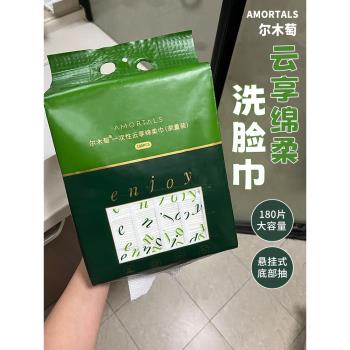 AMORTALS
尔木萄
云享绵柔
洗脸巾
AMORTALS
尔木萄®一次性云享绵柔巾(家量装)
enjoy
180片
大容量
悬挂式
底部抽